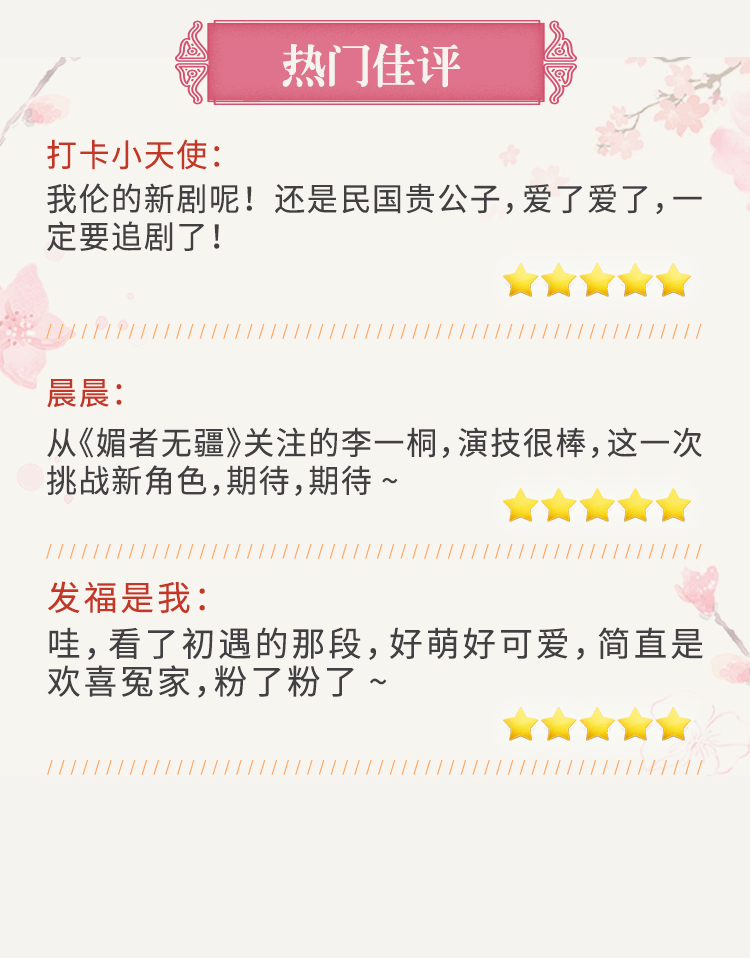 热门佳评
打卡小天使：
我伦的新剧呢！还是民国贵公子，爱了爱了，一
定要追剧了！
晨晨：
从《媚者无疆》关注的李一桐，演技很棒，这一次
挑战新角色，期待，期待~
发福是我：
哇，看了初遇的那段，好萌好可爱，简直是
欢喜冤家，粉了粉了~